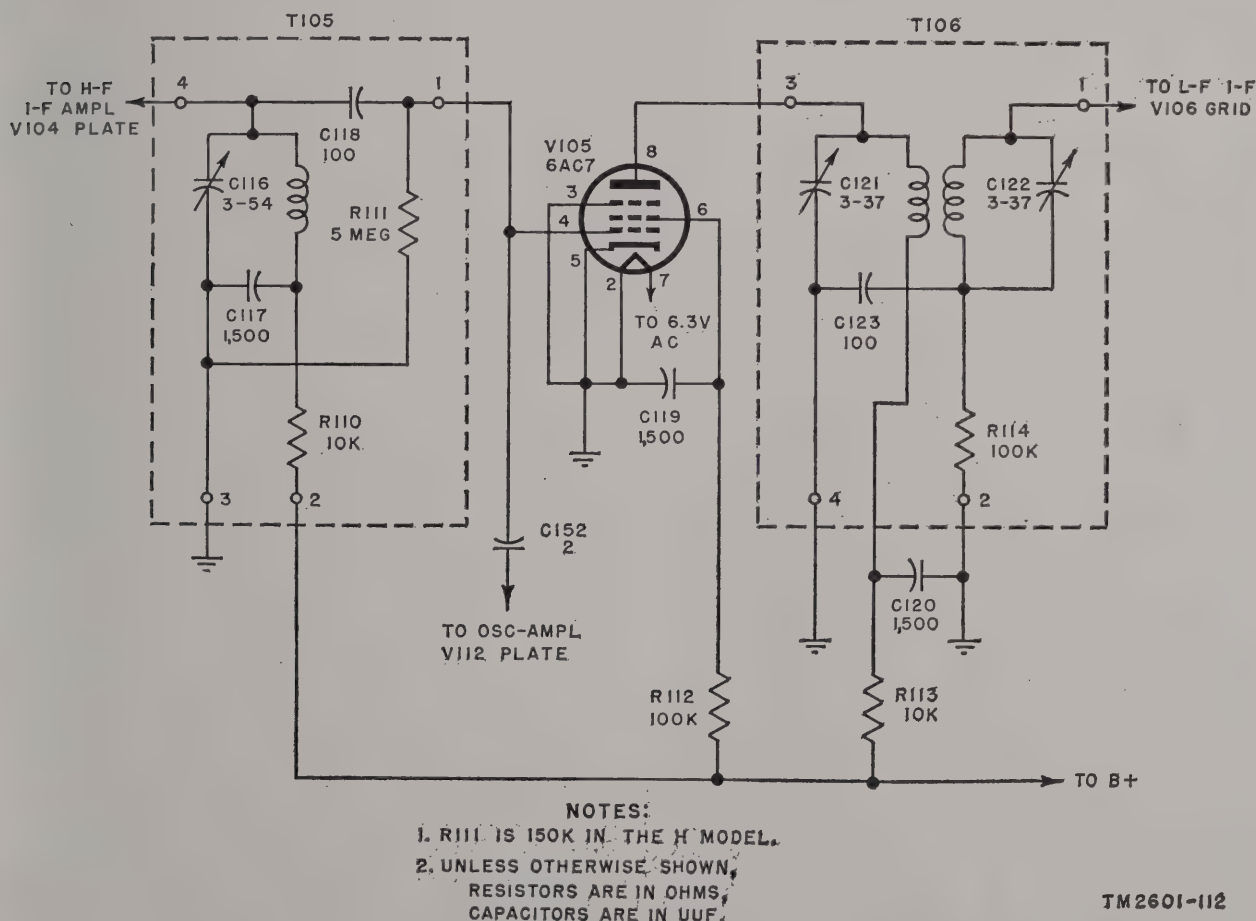 T105
T106
TO H-F
I-F AMPL
V104 PLATE
4
1
C118
100
C116
3-54
R111
5 MEG
C117
1,500
R110
10K
3
2
V105
6AC7
8
3
4
6
5
2
7
TO 6.3V
AC
C119
1,500
C152
2
TO OSC-AMPL
V112 PLATE
R112
100K
3
1
TO L-F I-F
V106 GRID
C121
3-37
C122
3-37
C123
100
R114
100K
4
2
C120
1,500
R113
10K
TO B+
NOTES:
1. R111 IS 150K IN THE H MODEL.
2. UNLESS OTHERWISE SHOWN,
RESISTORS ARE IN OHMS,
CAPACITORS ARE IN UUF.
TM2601-112